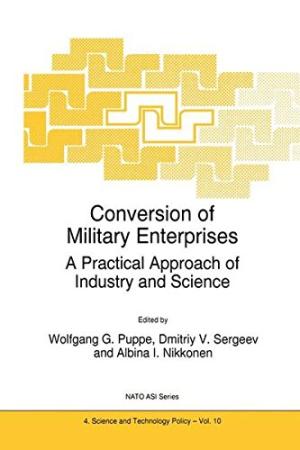 Conversion of
Military Enterprises
A Practical Approach of
Industry and Science
Edited by
Wolfgang G. Puppe, Dmitriy V. Sergeev
and Albina I. Nikkonen
NATO ASI Series
4. Science and Technology Policy – Vol. 10